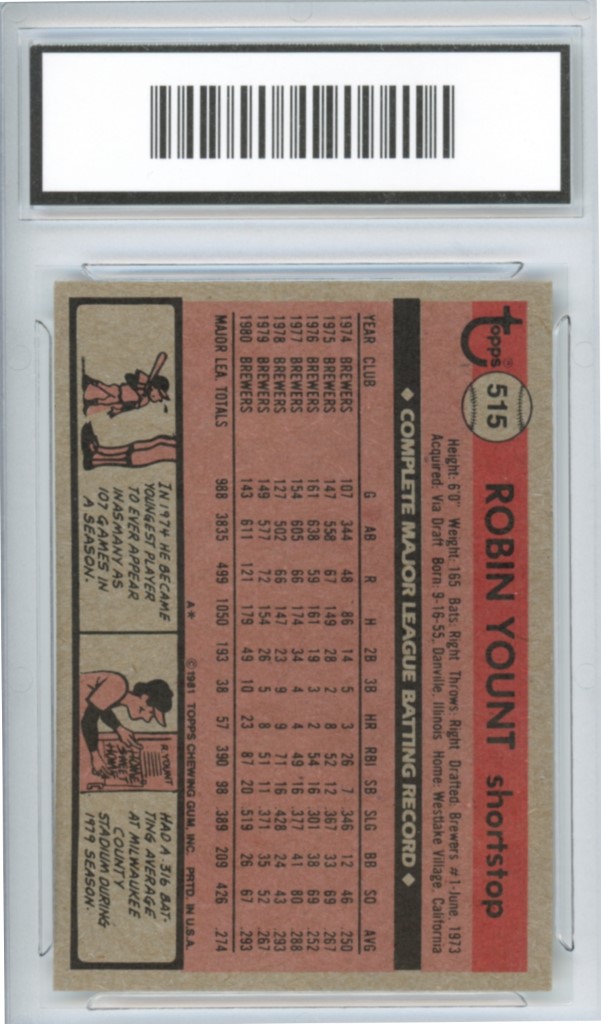 topps®
515
ROBIN YOUNT shortstop
Height: 6'0" Weight: 165 Bats: Right Throws: Right Drafted: Brewers #1-June, 1973
Acquired: Via Draft Born: 9-16-55, Danville, Illinois Home: Westlake Village, California
◆ COMPLETE MAJOR LEAGUE BATTING RECORD ◆
YEAR CLUB G AB R H 2B 3B HR RBI SB SLG BB SO AVG
1974 BREWERS 107 344 48 86 14 5 3 26 7 .346 12 46 .250
1975 BREWERS 147 558 67 149 28 2 8 52 12 .367 33 69 .267
1976 BREWERS 161 638 59 161 19 3 2 54 16 .301 38 69 .252
1977 BREWERS 154 605 66 174 34 4 4 49 16 .377 41 80 .288
1978 BREWERS 127 502 66 147 23 9 9 71 16 .428 24 43 .293
1979 BREWERS 149 577 72 154 26 5 8 51 11 .371 35 52 .267
1980 BREWERS 143 611 121 179 49 10 23 87 20 .519 26 67 .293
MAJOR LEA. TOTALS 988 3835 499 1050 193 38 57 390 98 .389 209 426 .274
A* © 1981 TOPPS CHEWING GUM, INC. PRTD. IN U.S.A.
IN 1974 HE BECAME
YOUNGEST PLAYER
TO EVER APPEAR
IN AS MANY AS
107 GAMES IN
A SEASON.
R. YOUNT
HOME
SWEET
HOME
HAD A .316 BAT-
TING AVERAGE
AT MILWAUKEE
COUNTY
STADIUM DURING
1979 SEASON.